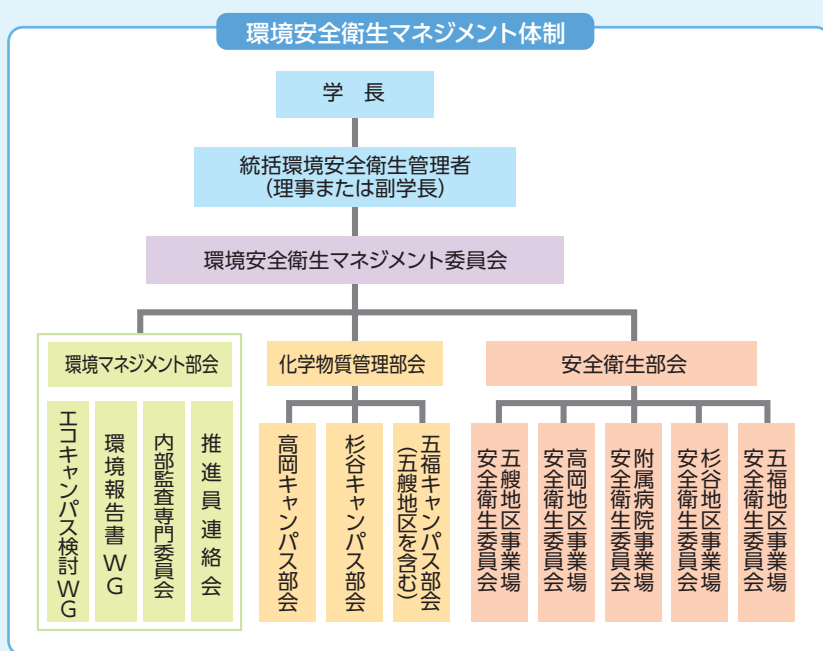 環境安全衛生マネジメント体制
学 長
統括環境安全衛生管理者
(理事または副学長)
環境安全衛生マネジメント委員会
環境マネジメント部会
エコキャンパス検討WG
環境報告書WG
内部監査専門委員会
推進員連絡会
化学物質管理部会
高岡キャンパス部会
杉谷キャンパス部会
五福キャンパス部会
(五艘地区を含む)
安全衛生部会
五艘地区事業場
安全衛生委員会
高岡地区事業場
安全衛生委員会
附属病院事業場
安全衛生委員会
杉谷地区事業場
安全衛生委員会
五福地区事業場
安全衛生委員会